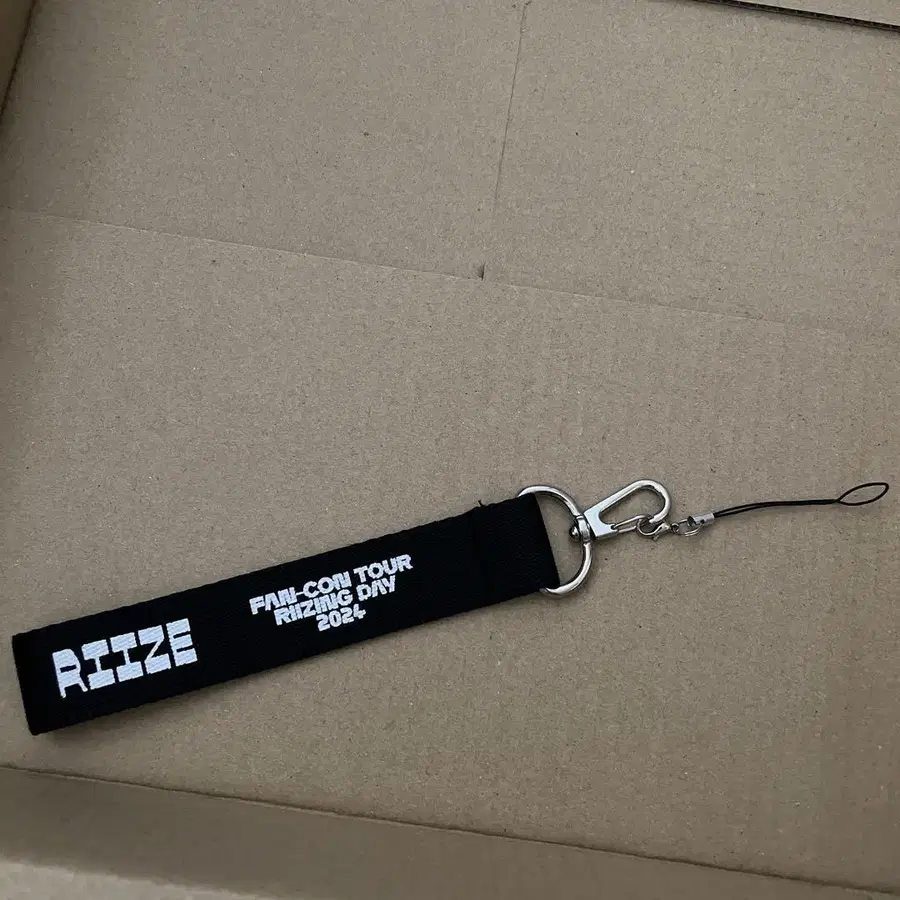 RIIZE
FAN-CON TOUR
RIIZING DAY
2024